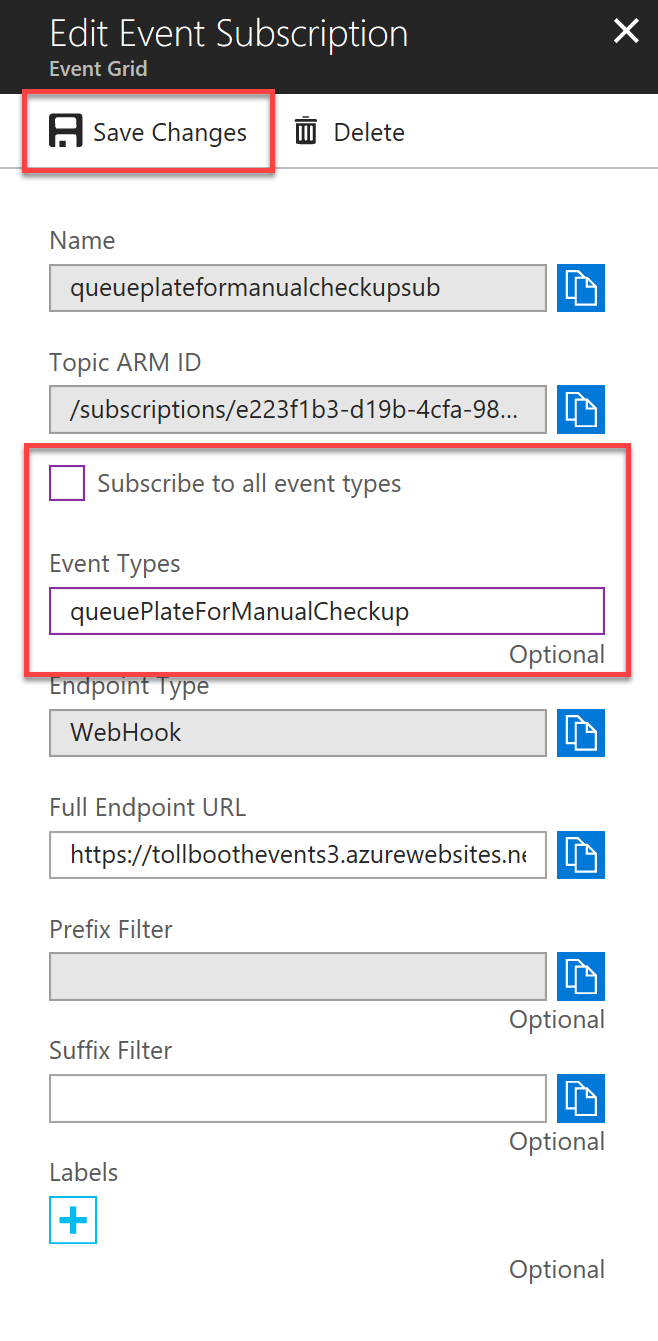 Edit Event Subscription
Event Grid
Save Changes Delete
Name
queueplateformanualcheckupsub
Topic ARM ID
/subscriptions/e223f1b3-d19b-4cfa-98...
Subscribe to all event types
Event Types
queuePlateForManualCheckup
Optional
Endpoint Type
WebHook
Full Endpoint URL
https://tollboothevents3.azurewebsites.ne
Prefix Filter
Optional
Suffix Filter
Optional
Labels
Optional